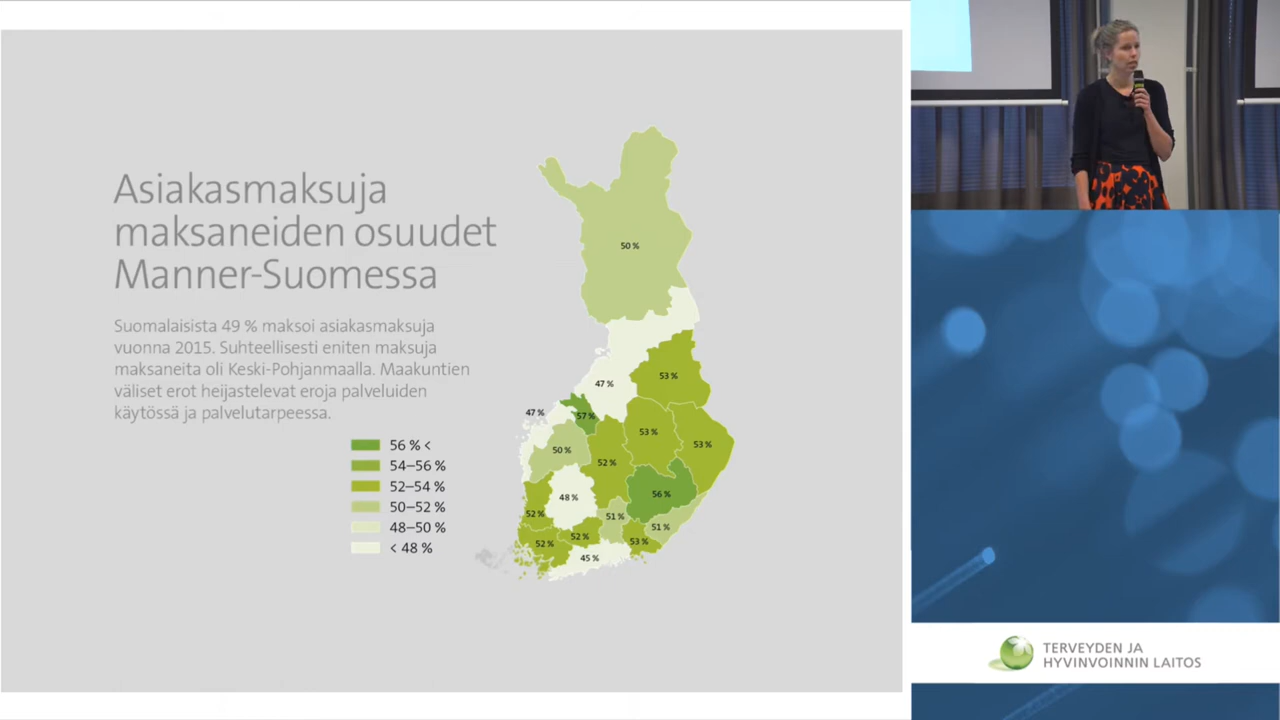 Asiakasmaksuja
maksaneiden osuudet
Manner-Suomessa
Suomalaisista 49 % maksoi asiakasmaksuja
vuonna 2015. Suhteellisesti eniten maksuja
maksaneita oli Keski-Pohjanmaalla. Maakuntien
väliset erot heijastelevat eroja palveluiden
käytössä ja palvelutarpeessa.
56 % <
54–56 %
52–54 %
50–52 %
48–50 %
< 48 %
50 %
53 %
47 %
47 %
57 %
53 %
53 %
50 %
52 %
56 %
48 %
52 %
51 %
51 %
52 %
52 %
53 %
45 %
TERVEYDEN JA
HYVINVOINNIN LAITOS